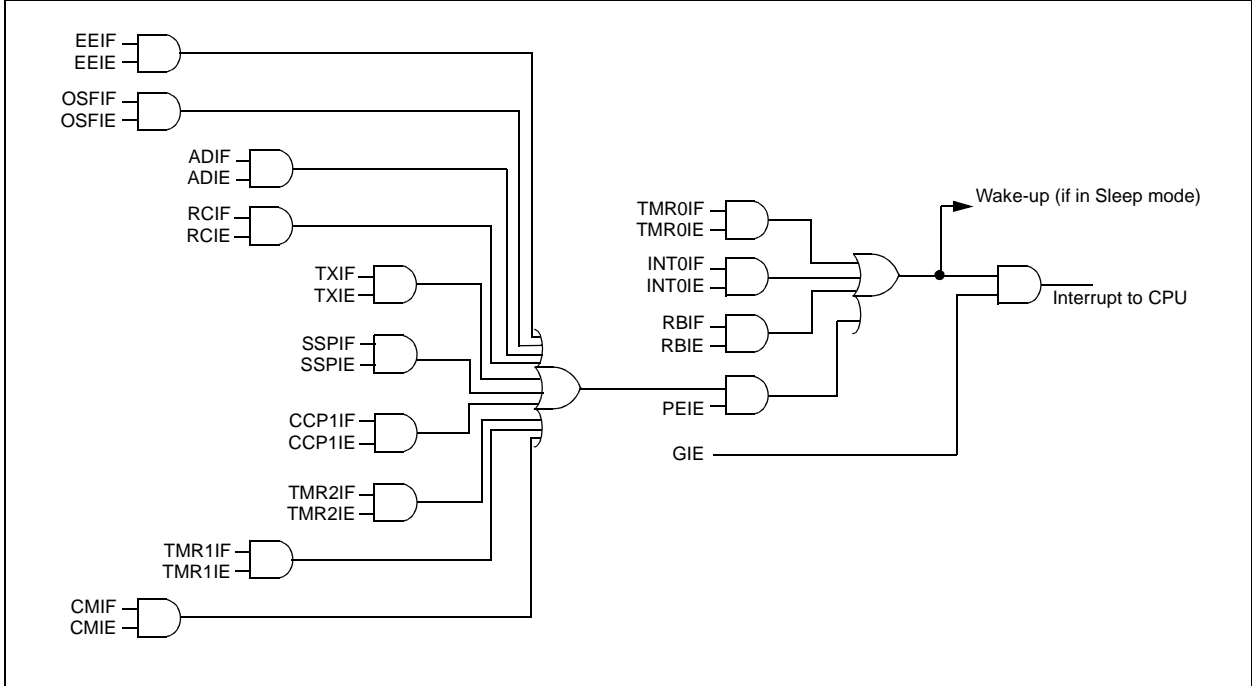 EEIF
EEIE
OSFIF
OSFIE
ADIF
ADIE
RCIF
RCIE
TXIF
TXIE
SSPIF
SSPIE
CCP1IF
CCP1IE
TMR2IF
TMR2IE
TMR1IF
TMR1IE
CMIF
CMIE
TMR0IF
TMR0IE
INT0IF
INT0IE
RBIF
RBIE
PEIE
GIE
Wake-up (if in Sleep mode)
Interrupt to CPU